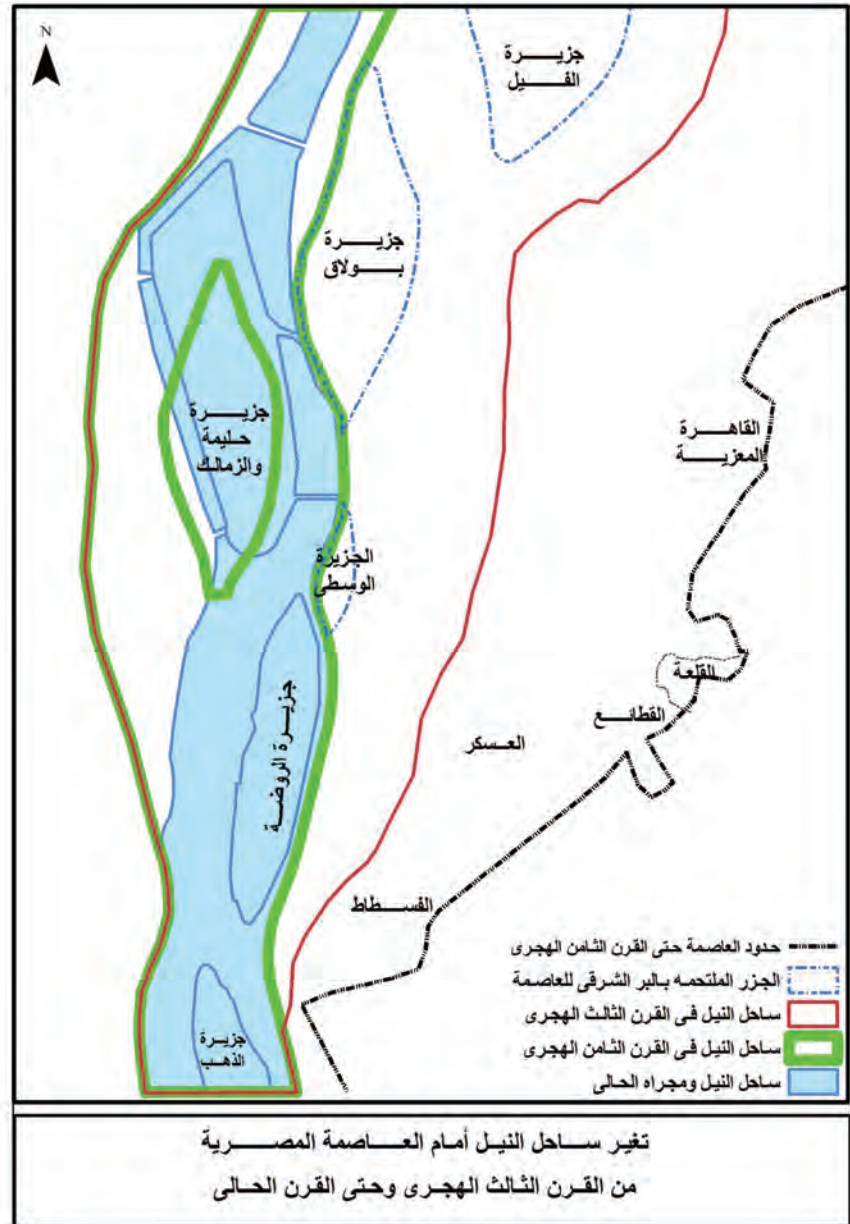 N
جزيرة
الفيل
جزيرة
بولاق
جزيرة
حليمة
والزمالك
القاهرة
المعزية
الجزيرة
الوسطى
القلعة
القطائع
العسكر
جزيرة الروضة
الفسطاط
جزيرة
الذهب
حدود العاصمة حتى القرن الثامن الهجرى
الجزر الملتحمه بالبر الشرقى للعاصمة
ساحل النيل فى القرن الثالث الهجرى
ساحل النيل فى القرن الثامن الهجرى
ساحل النيل ومجراه الحالى
تغير ساحل النيل أمام العاصمة المصرية
من القرن الثالث الهجرى وحتى القرن الحالى